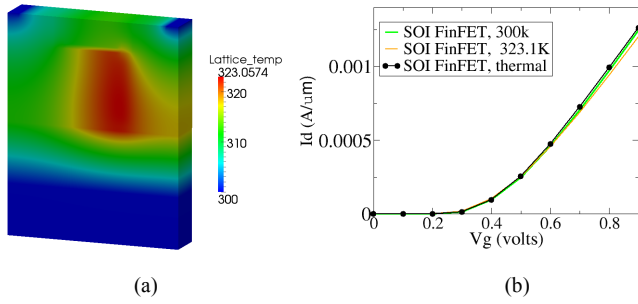 Lattice_temp
323.0574
320
310
300
(a)
SOI FinFET, 300k
SOI FinFET, 323.1K
SOI FinFET, thermal
0.001
0.0005
0
Id (A/um)
0 0.2 0.4 0.6 0.8
Vg (volts)
(b)